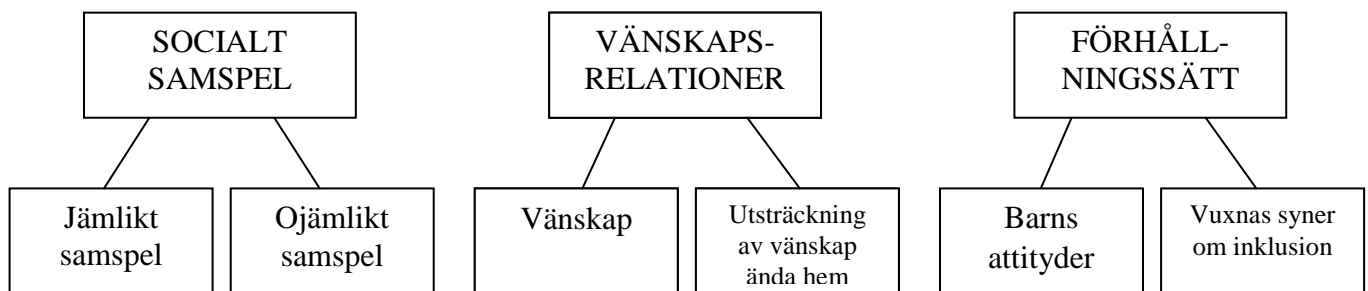 SOCIALT
SAMSPEL
VÄNSKAPS-
RELATIONER
FÖRHÅLL-
NINGSSÄTT
Jämlikt
samspel
Ojämlikt
samspel
Vänskap
Utsträckning
av vänskap
ända hem
Barns
attityder
Vuxnas syner
om inklusion